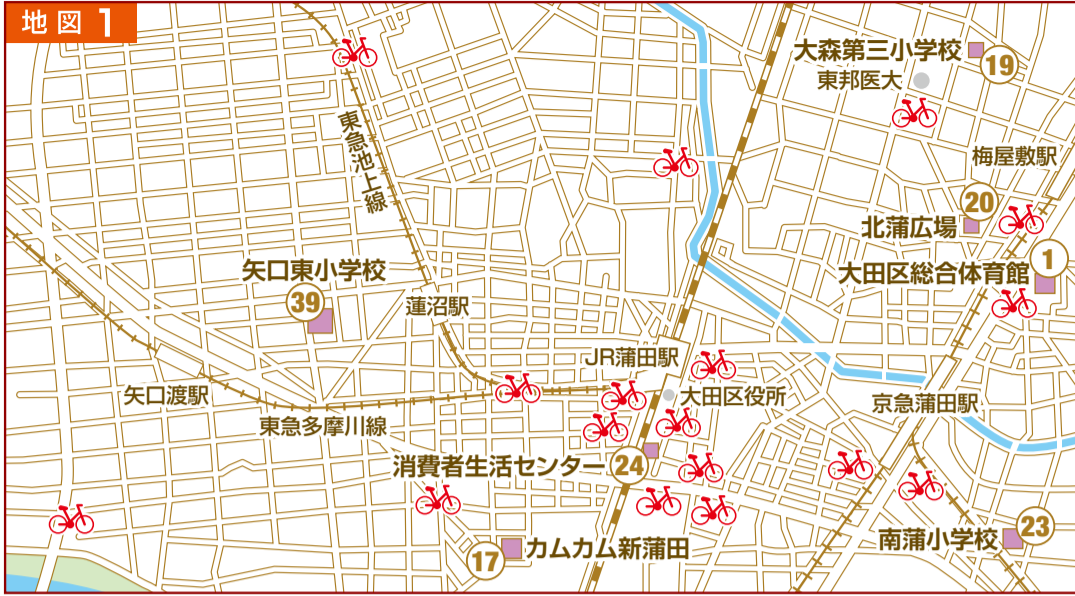 地図 1
大森第三小学校
19
東邦医大
東急池上線
梅屋敷駅
20
北蒲広場
1
大田区総合体育館
矢口東小学校
39
蓮沼駅
JR蒲田駅
矢口渡駅
大田区役所
京急蒲田駅
東急多摩川線
消費者生活センター 24
南蒲小学校
23
17
カムカム新蒲田